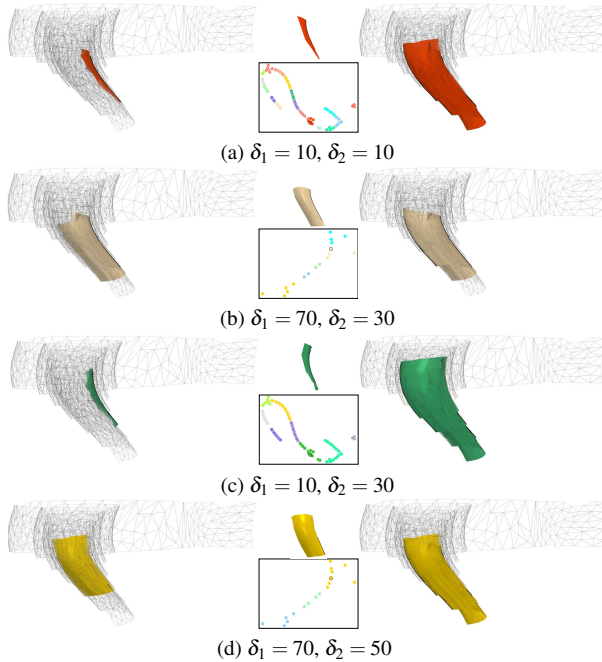 (a) δ₁ = 10, δ₂ = 10
(b) δ₁ = 70, δ₂ = 30
(c) δ₁ = 10, δ₂ = 30
(d) δ₁ = 70, δ₂ = 50